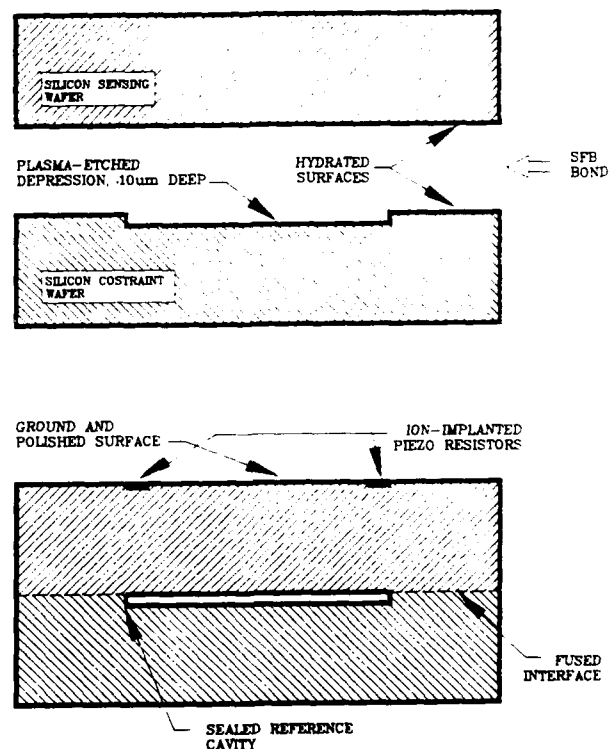 SILICON SENSING
WAFER
PLASMA-ETCHED
DEPRESSION, 10um DEEP
HYDRATED
SURFACES
SFB
BOND
SILICON COSTRAINT
WAFER
GROUND AND
POLISHED SURFACE
ION-IMPLANTED
PIEZO RESISTORS
FUSED
INTERFACE
SEALED REFERENCE
CAVITY